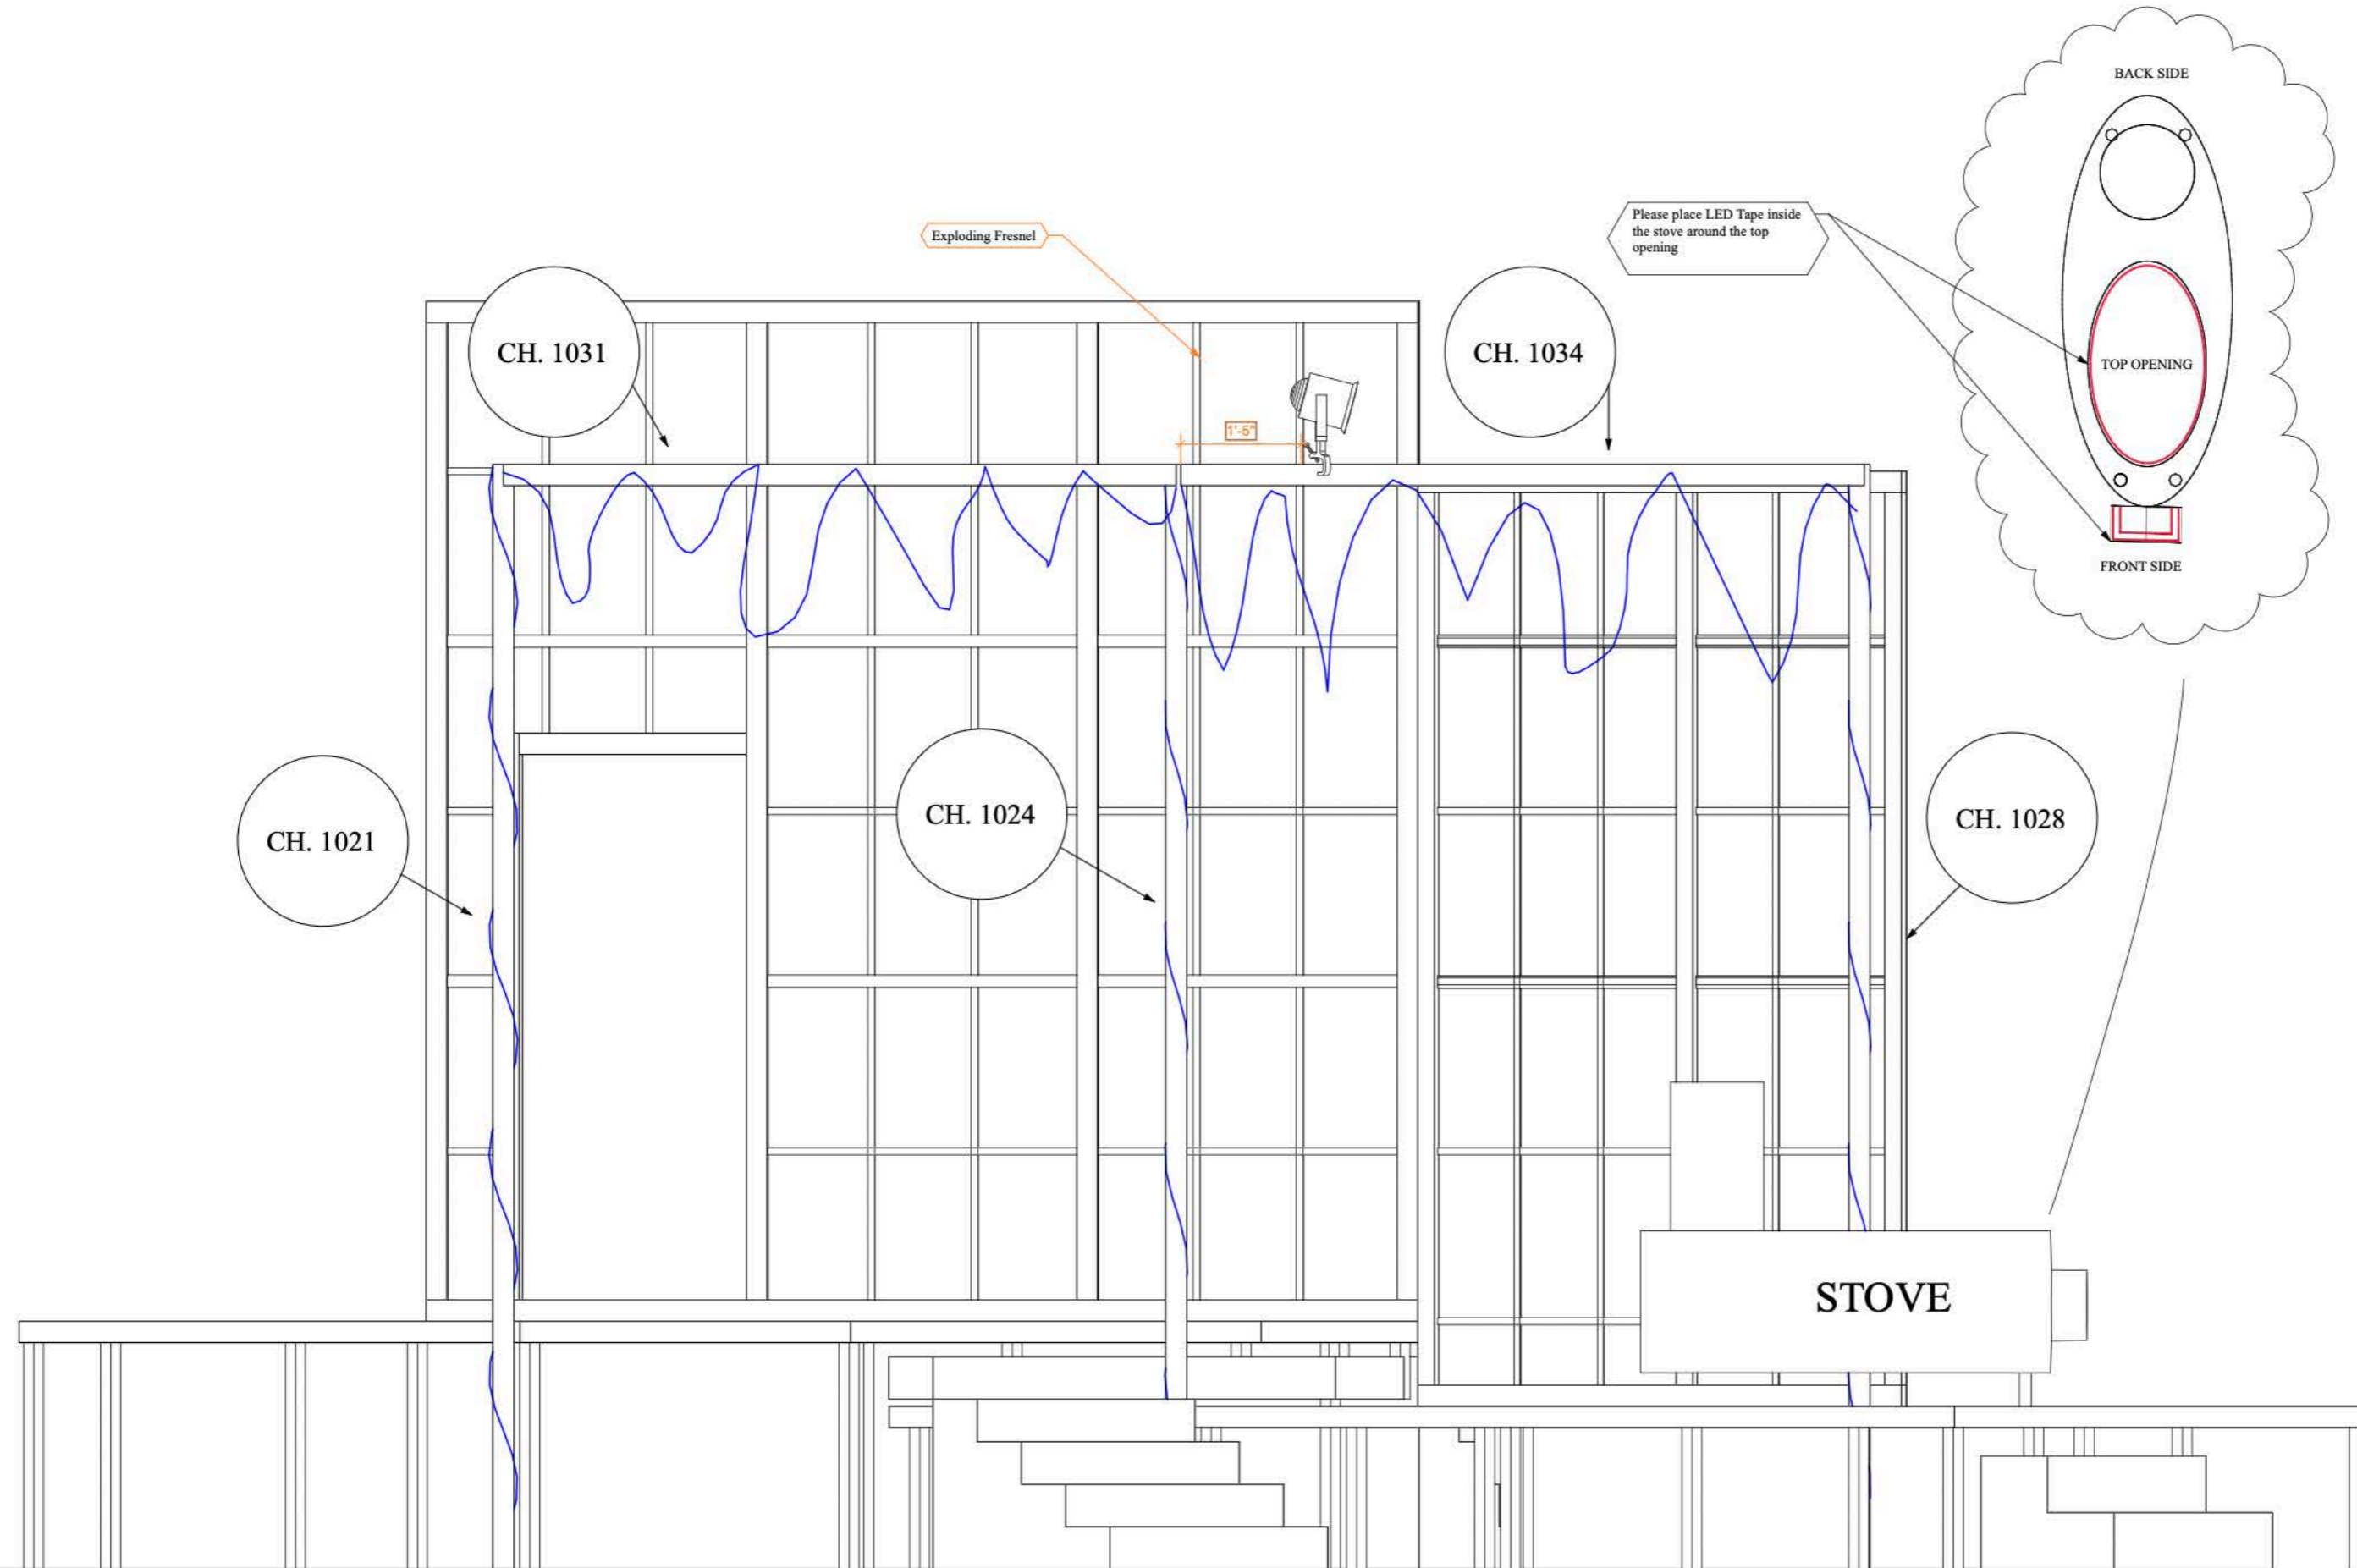 BACK SIDE
Please place LED Tape inside
the stove around the top
opening
Exploding Fresnel
CH. 1031
CH. 1034
TOP OPENING
1'-5"
FRONT SIDE
CH. 1021
CH. 1024
CH. 1028
STOVE